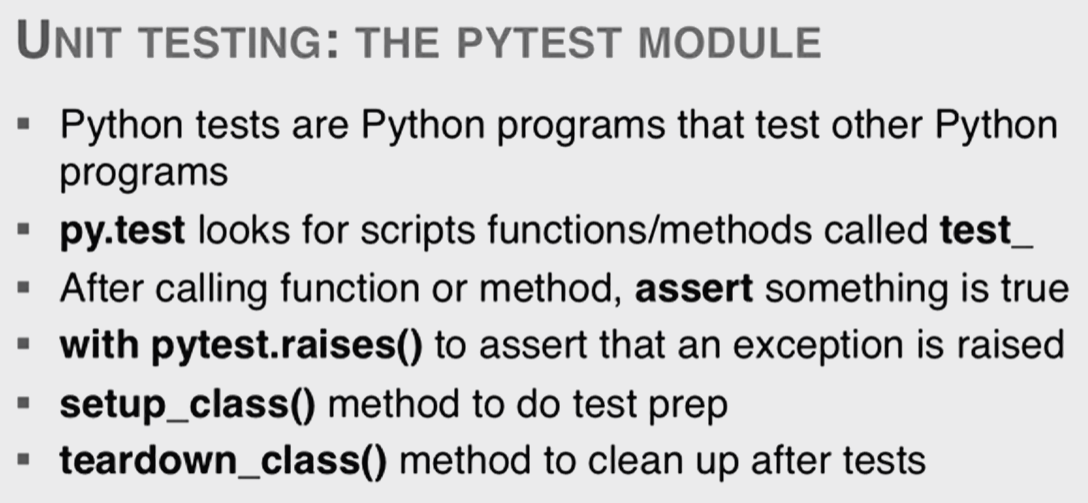 UNIT TESTING: THE PYTEST MODULE
▪ Python tests are Python programs that test other Python
programs
▪ py.test looks for scripts functions/methods called test_
▪ After calling function or method, assert something is true
▪ with pytest.raises() to assert that an exception is raised
▪ setup_class() method to do test prep
▪ teardown_class() method to clean up after tests